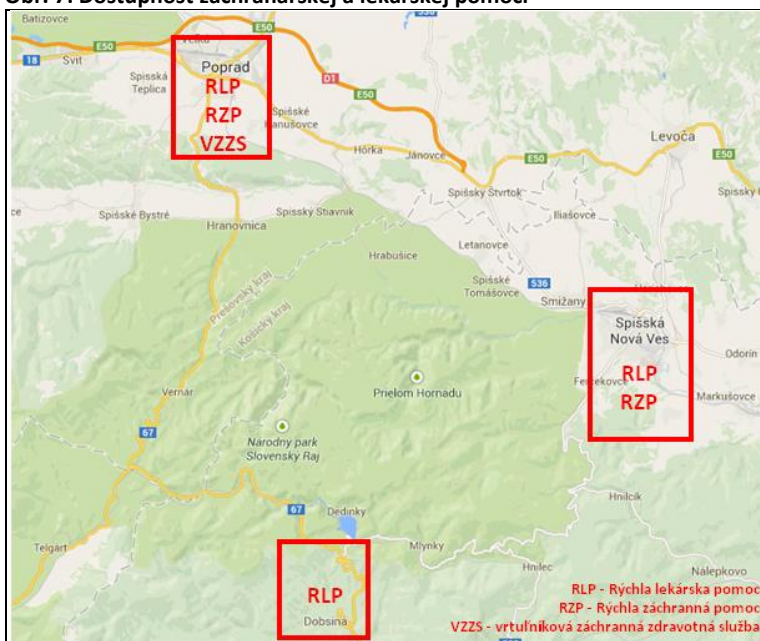 Obr. 7: Dostupnosť záchranárskej a lekárskej pomoci
Batizovce
E50
Svit
18
Spišská
Teplica
Poprad
RLP
RZP
VZZS
E50
D1
E50
Spišské
Hanušovce
Hôrka
Jánovce
Levoča
E50
E50
Spišský Štvrtok
Iliašovce
Spišské Bystré
Hranovnica
Spišský Štiavnik
Hrabušice
Letanovce
Spišské
Tomášovce
536
Smižany
Prešovský kraj
Košický kraj
Spišská
Nová Ves
RLP
RZP
Odorín
Markušovce
Vernár
Prielom Hornádu
67
Národny park
Slovenský Raj
Hnilčík
67
Dedinky
Telgárt
Mlynky
Hnilec
Nálepkovo
RLP
Dobšiná
RLP - Rýchla lekárska pomoc
RZP - Rýchla záchranná pomoc
VZZS - vrtuľníková záchranná zdravotná služba